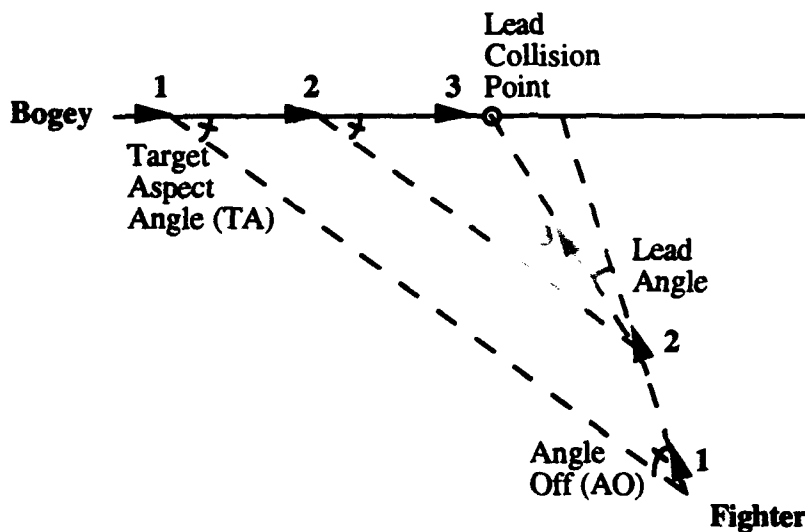 Lead
Collision
Point
1
2
3
Bogey
Target
Aspect
Angle (TA)
3
Lead
Angle
2
Angle
Off (AO)
1
Fighter